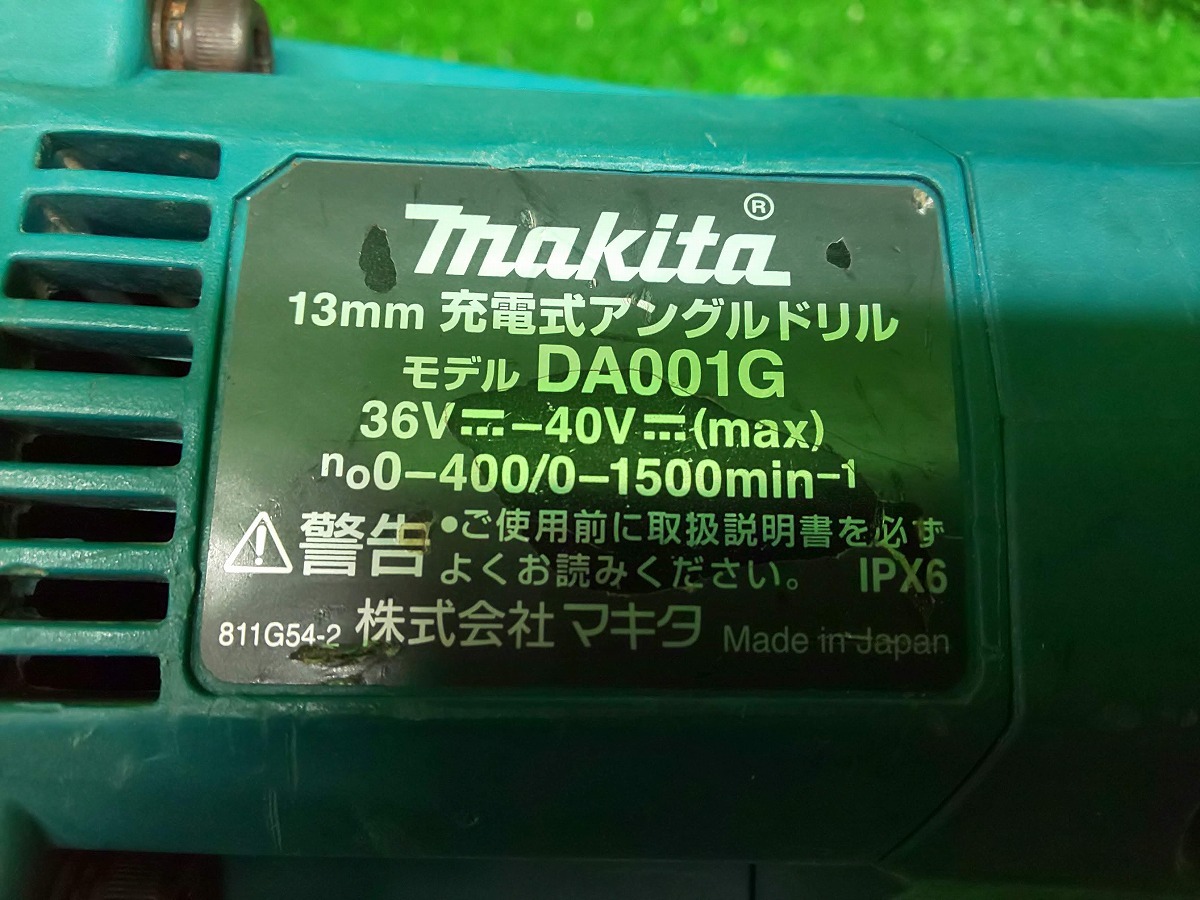 makita®
13mm 充電式アングルドリル
モデル DA001G
36V⎓–40V⎓(max)
n₀0–400/0–1500min⁻¹
⚠警告 •ご使用前に取扱説明書を必ず
よくお読みください。 IPX6
811G54-2 株式会社マキタ Made in Japan